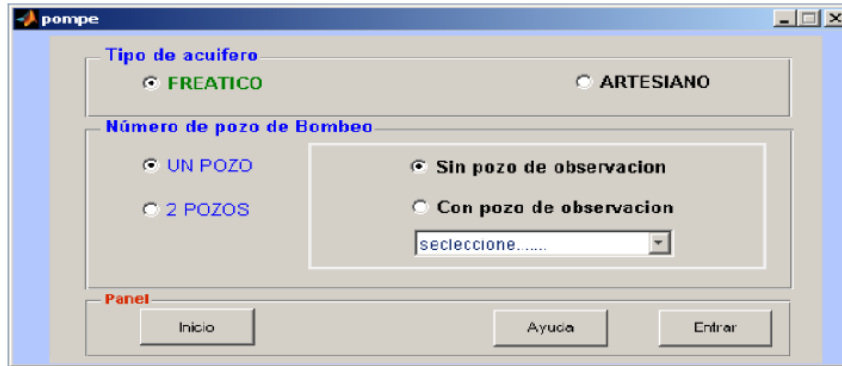 pompe
Tipo de acuifero
FREATICO ARTESIANO
Número de pozo de Bombeo
UN POZO Sin pozo de observacion
2 POZOS Con pozo de observacion
secleccione.......
Panel
Inicio Ayuda Entrar